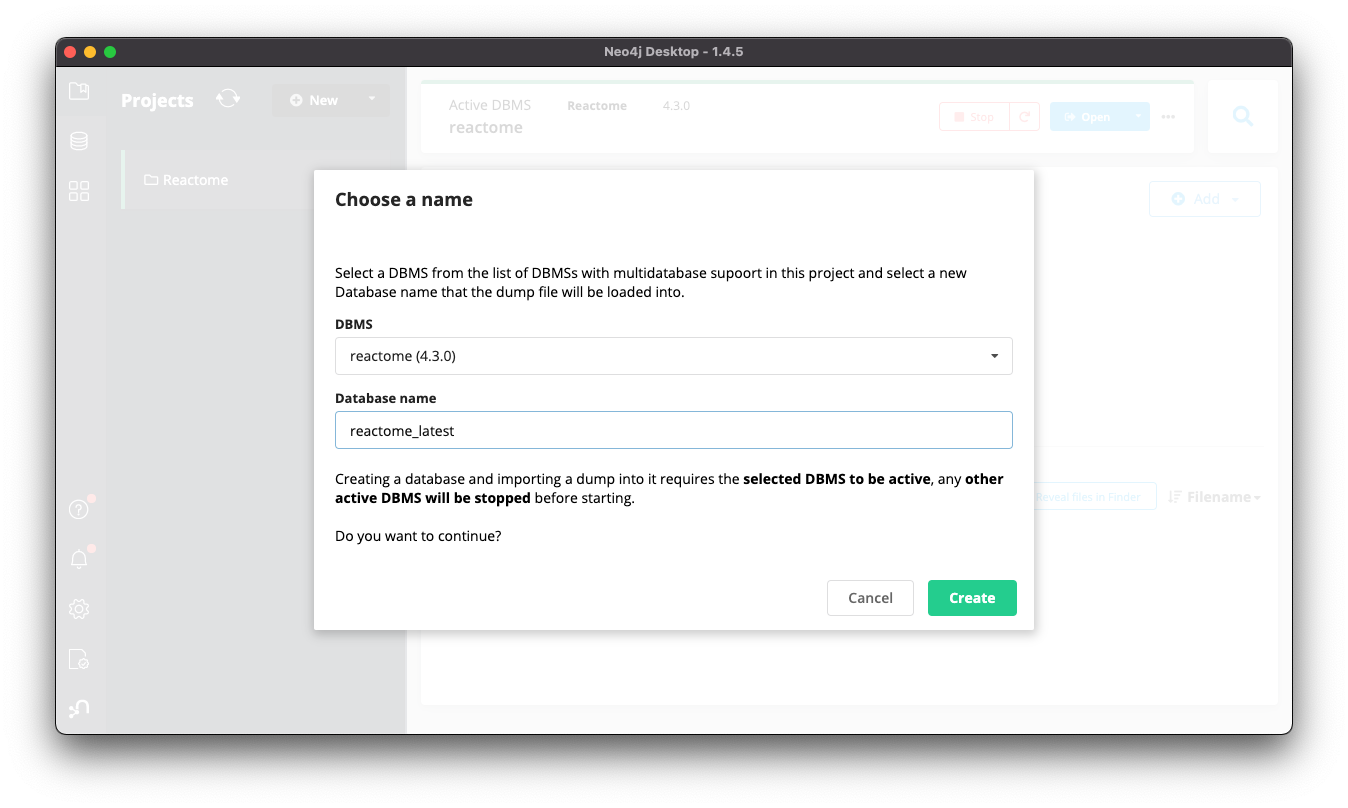 Neo4j Desktop - 1.4.5
Projects
New
Reactome
Active DBMS
reactome
Reactome
4.3.0
Stop
Open
Add
Choose a name
Select a DBMS from the list of DBMSs with multidatabase supoort in this project and select a new
Database name that the dump file will be loaded into.
DBMS
reactome (4.3.0)
Database name
reactome_latest
Creating a database and importing a dump into it requires the selected DBMS to be active, any other
active DBMS will be stopped before starting.
Do you want to continue?
Cancel
Create
Reveal files in Finder
Filename